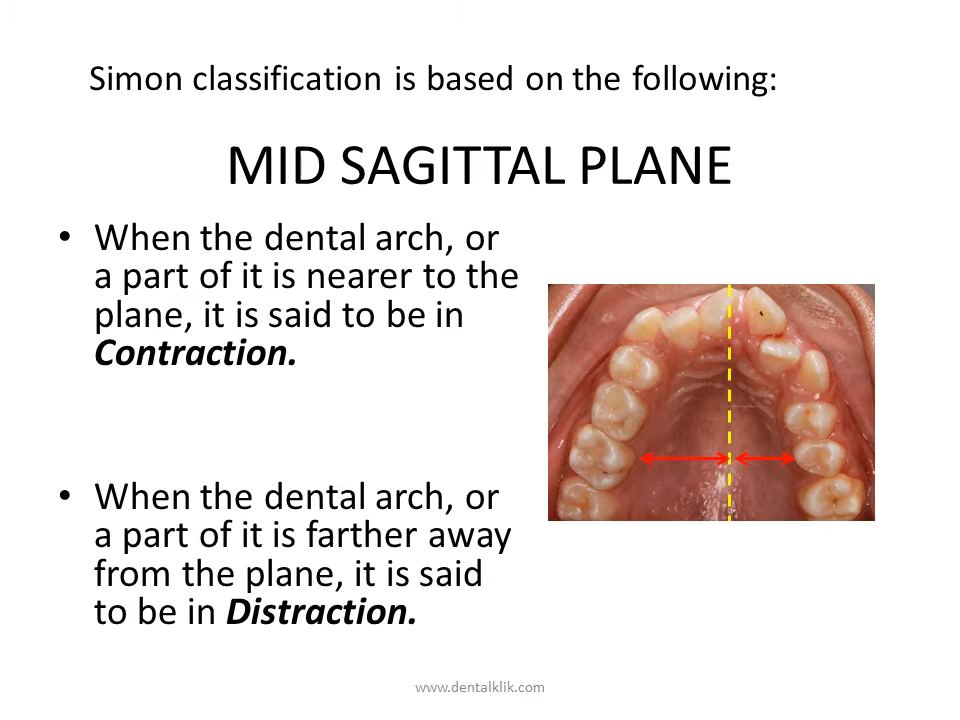 Simon classification is based on the following:
MID SAGITTAL PLANE
• When the dental arch, or
a part of it is nearer to the
plane, it is said to be in
Contraction.
• When the dental arch, or
a part of it is farther away
from the plane, it is said
to be in Distraction.
www.dentalklik.com